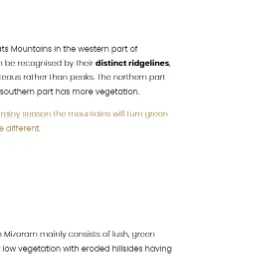 ts Mountains in the western part of
n be recognised by their distinct ridgelines,
teaus rather than peaks. The northern part
southern part has more vegetation.
rainy season the mountains will turn green
e different.
n Mizoram mainly consists of lush, green
low vegetation with eroded hillsides having